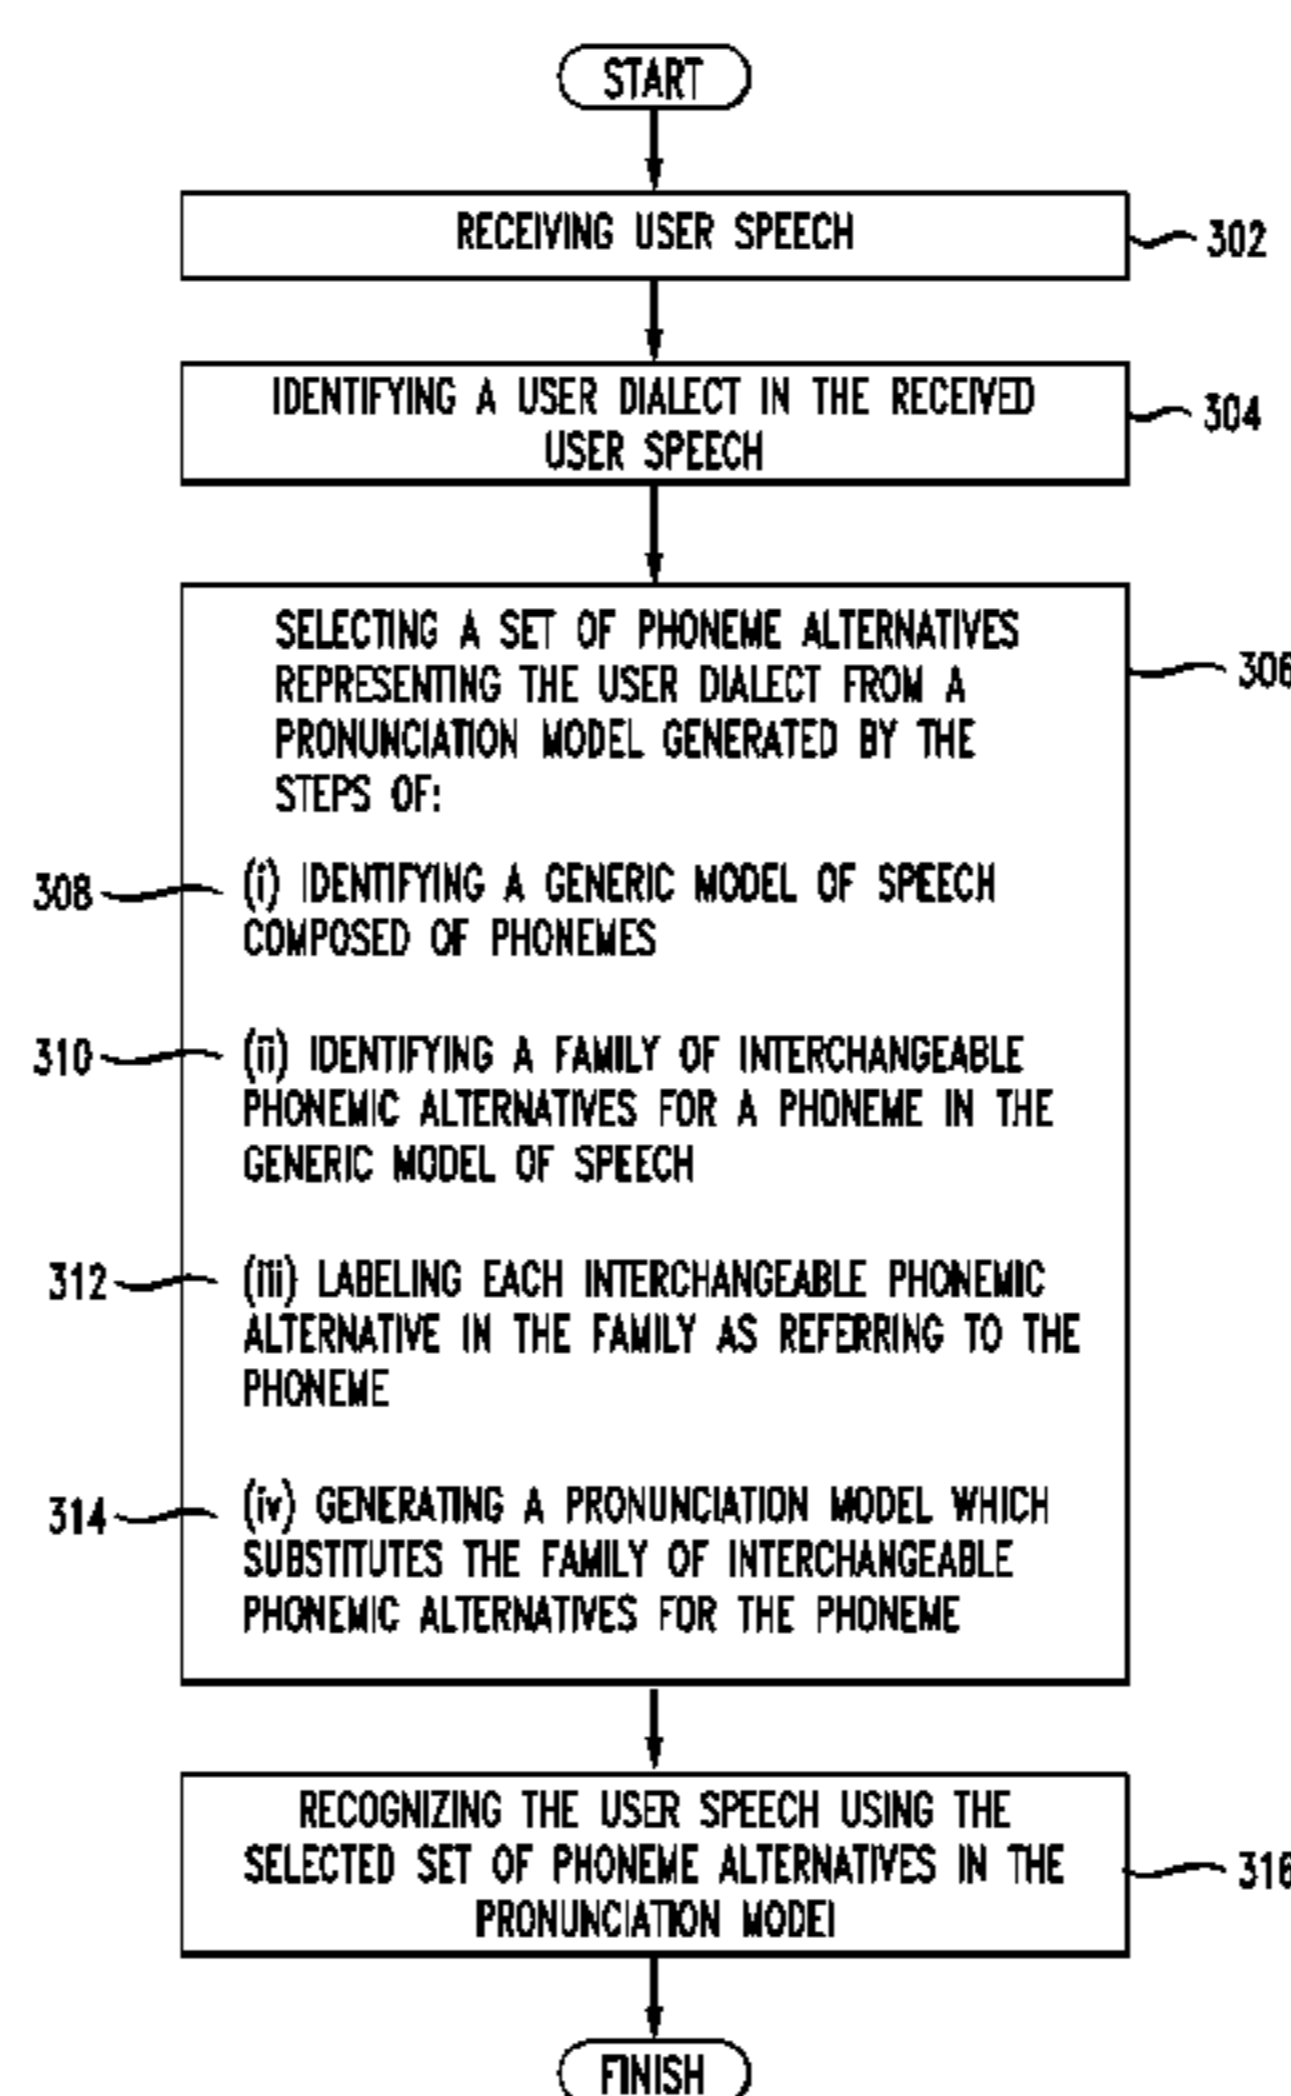 START
RECEIVING USER SPEECH
302
IDENTIFYING A USER DIALECT IN THE RECEIVED
USER SPEECH
304
SELECTING A SET OF PHONEME ALTERNATIVES
REPRESENTING THE USER DIALECT FROM A
PRONUNCIATION MODEL GENERATED BY THE
STEPS OF:
306
308
(i) IDENTIFYING A GENERIC MODEL OF SPEECH
COMPOSED OF PHONEMES
310
(ii) IDENTIFYING A FAMILY OF INTERCHANGEABLE
PHONEMIC ALTERNATIVES FOR A PHONEME IN THE
GENERIC MODEL OF SPEECH
312
(iii) LABELING EACH INTERCHANGEABLE PHONEMIC
ALTERNATIVE IN THE FAMILY AS REFERRING TO THE
PHONEME
314
(iv) GENERATING A PRONUNCIATION MODEL WHICH
SUBSTITUTES THE FAMILY OF INTERCHANGEABLE
PHONEMIC ALTERNATIVES FOR THE PHONEME
RECOGNIZING THE USER SPEECH USING THE
SELECTED SET OF PHONEME ALTERNATIVES IN THE
PRONUNCIATION MODEL
316
FINISH